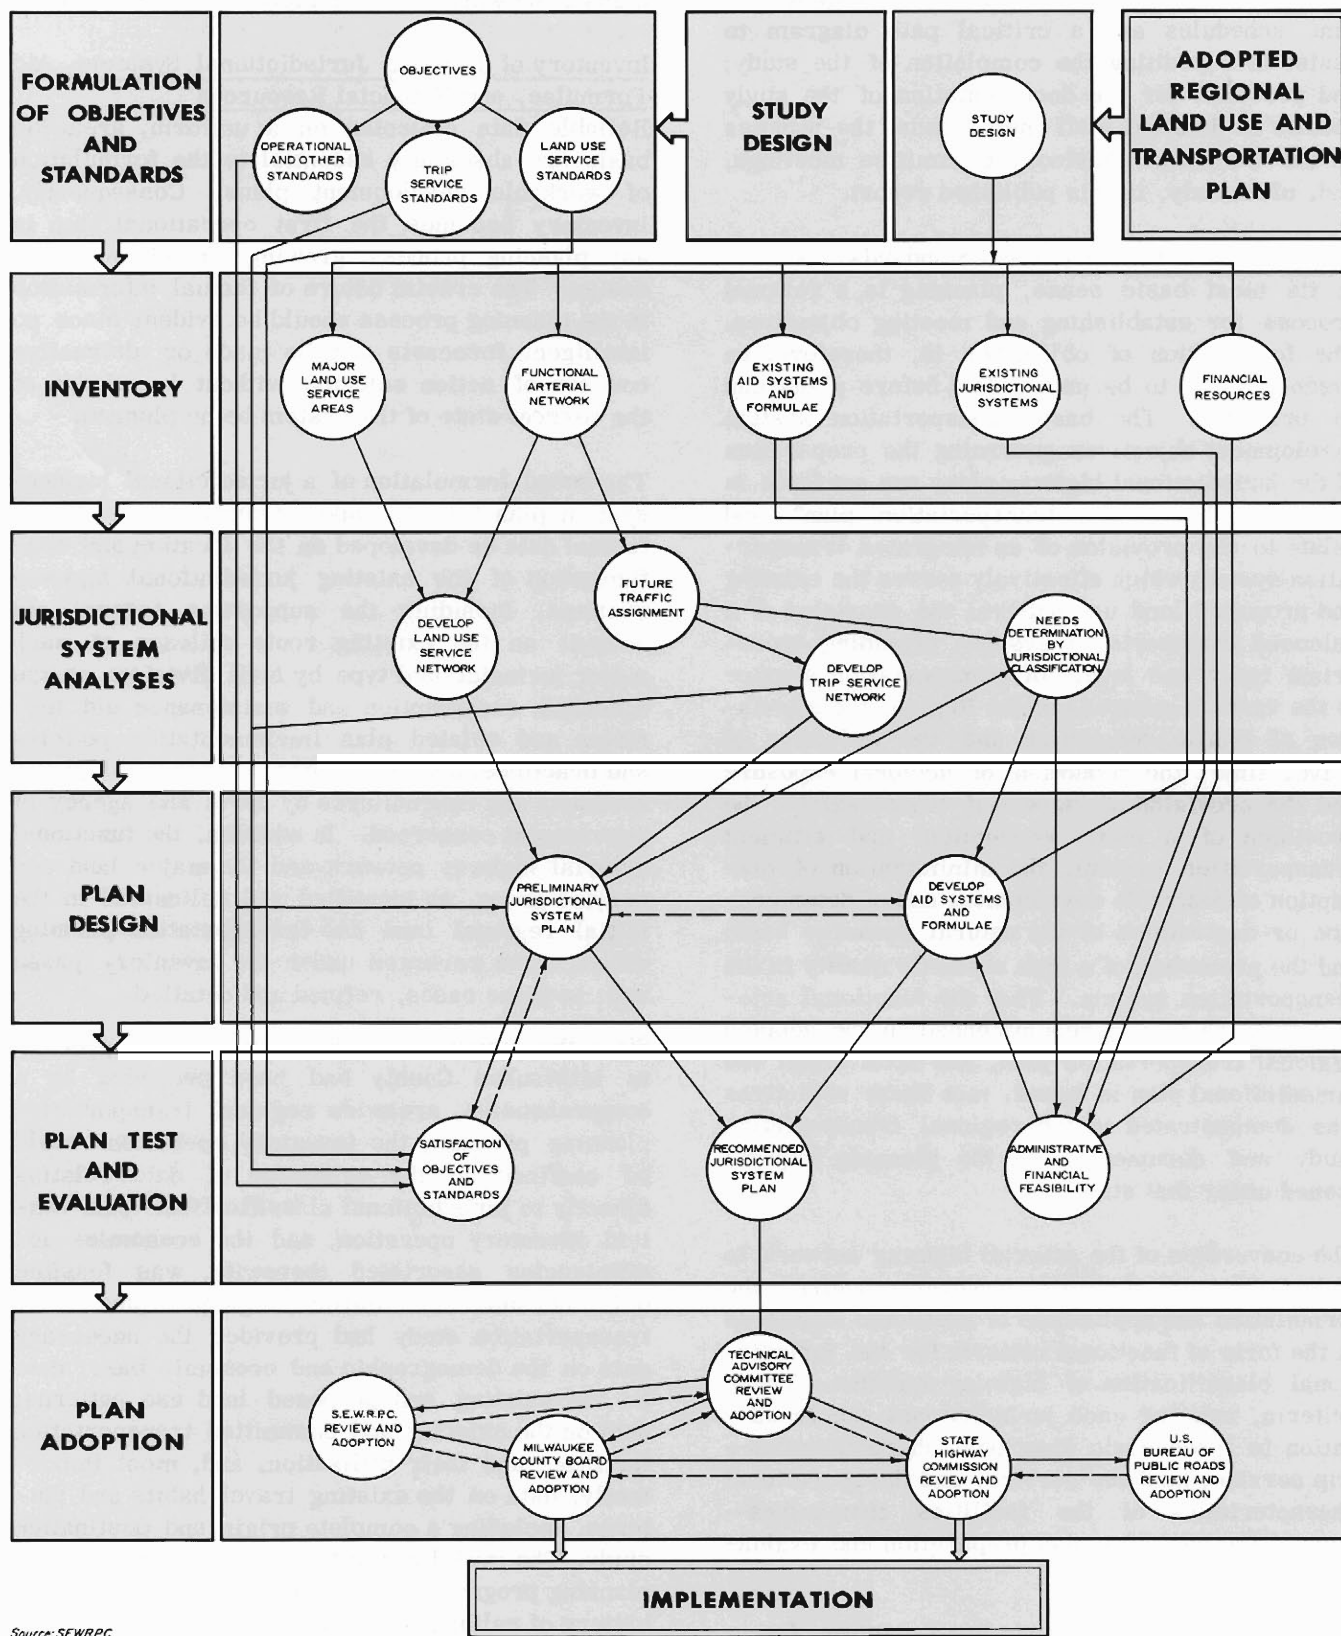 FORMULATION
OF OBJECTIVES
AND
STANDARDS
OBJECTIVES
OPERATIONAL
AND OTHER
STANDARDS
TRIP
SERVICE
STANDARDS
LAND USE
SERVICE
STANDARDS
STUDY
DESIGN
STUDY
DESIGN
ADOPTED
REGIONAL
LAND USE AND
TRANSPORTATION
PLAN
INVENTORY
MAJOR
LAND USE
SERVICE
AREAS
FUNCTIONAL
ARTERIAL
NETWORK
EXISTING
AID SYSTEMS
AND
FORMULAE
EXISTING
JURISDICTIONAL
SYSTEMS
FINANCIAL
RESOURCES
JURISDICTIONAL
SYSTEM
ANALYSES
DEVELOP
LAND USE
SERVICE
NETWORK
FUTURE
TRAFFIC
ASSIGNMENT
DEVELOP
TRIP SERVICE
NETWORK
NEEDS
DETERMINATION
BY
JURISDICTIONAL
CLASSIFICATION
PLAN
DESIGN
PRELIMINARY
JURISDICTIONAL
SYSTEM
PLAN
DEVELOP
AID SYSTEMS
AND
FORMULAE
PLAN TEST
AND
EVALUATION
SATISFACTION
OF
OBJECTIVES
AND
STANDARDS
RECOMMENDED
JURISDICTIONAL
SYSTEM
PLAN
ADMINISTRATIVE
AND
FINANCIAL
FEASIBILITY
PLAN
ADOPTION
S.E.W.R.P.C.
REVIEW AND
ADOPTION
MILWAUKEE
COUNTY BOARD
REVIEW AND
ADOPTION
TECHNICAL
ADVISORY
COMMITTEE
REVIEW
AND
ADOPTION
STATE
HIGHWAY
COMMISSION
REVIEW AND
ADOPTION
U.S.
BUREAU OF
PUBLIC ROADS
REVIEW AND
ADOPTION
IMPLEMENTATION
Source: SEWRPC